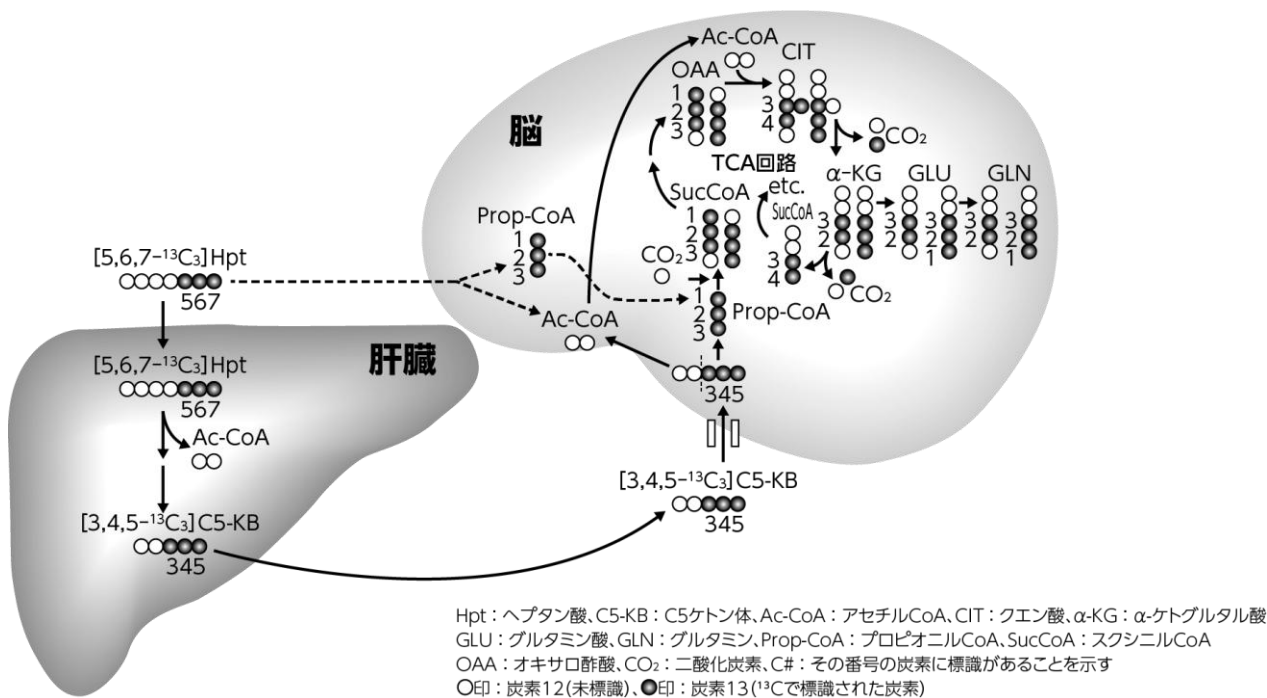 Ac-CoA
CIT
OAA
1
2
3
3
4
脳
CO₂
TCA回路
etc.
SucCoA
α-KG
GLU
GLN
SucCoA
1
2
3
3
4
3
2
3
2
3
2
1
3
2
3
2
1
Prop-CoA
1
2
3
CO₂
CO₂
[5,6,7-¹³C₃]Hpt
567
1
2
3
Prop-CoA
Ac-CoA
肝臓
[5,6,7-¹³C₃]Hpt
567
345
Ac-CoA
[3,4,5-¹³C₃]C5-KB
345
[3,4,5-¹³C₃]C5-KB
345
Hpt：ヘプタン酸、C5-KB：C5ケトン体、Ac-CoA：アセチルCoA、CIT：クエン酸、α-KG：α-ケトグルタル酸
GLU：グルタミン酸、GLN：グルタミン、Prop-CoA：プロピオニルCoA、SucCoA：スクシニルCoA
OAA：オキサロ酢酸、CO₂：二酸化炭素、C#：その番号の炭素に標識があることを示す
○印：炭素12(未標識)、●印：炭素13(¹³Cで標識された炭素)